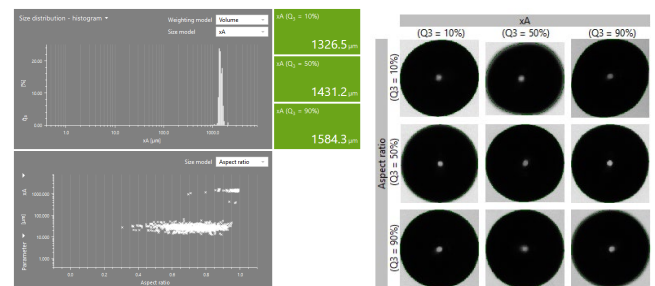 Size distribution - histogram
Weighting model Volume
Size model xA
20.00
10.00
0.00
[%]
q₃
1.0
10.0
100.0
1000.0
xA [µm]
xA (Q₃ = 10%)
1326.5 µm
xA (Q₃ = 50%)
1431.2 µm
xA (Q₃ = 90%)
1584.3 µm
Size model Aspect ratio
Parameter
xA
[µm]
1000.000
100.000
10.000
1.000
0.0
0.2
0.4
0.6
0.8
1.0
Aspect ratio
xA
(Q3 = 10%)
(Q3 = 50%)
(Q3 = 90%)
Aspect ratio
(Q3 = 10%)
(Q3 = 50%)
(Q3 = 90%)